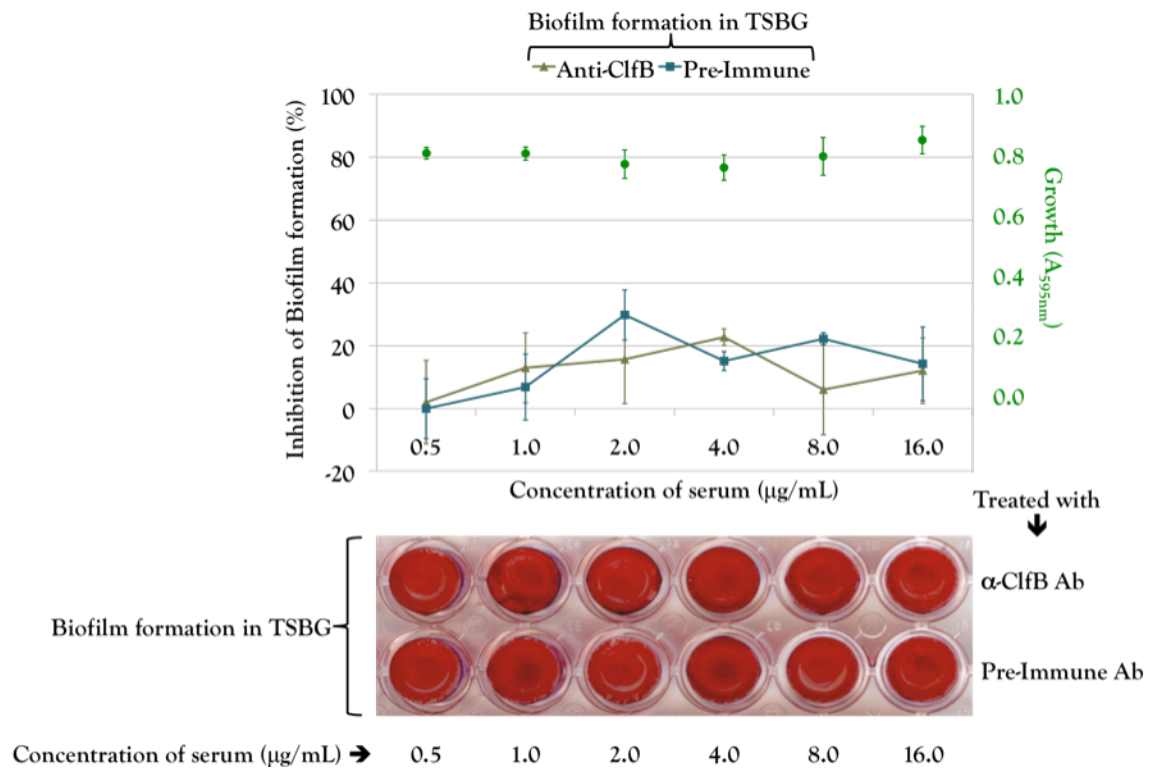 Biofilm formation in TSBG
Anti-ClfB Pre-Immune
Inhibition of Biofilm formation (%)
100
80
60
40
20
0
-20
1.0
0.8
0.6
0.4
0.2
0.0
Growth (A595nm)
0.5 1.0 2.0 4.0 8.0 16.0
Concentration of serum (µg/mL)
Treated with
🡻
Biofilm formation in TSBG
α-ClfB Ab
Pre-Immune Ab
Concentration of serum (µg/mL) ➔ 0.5 1.0 2.0 4.0 8.0 16.0